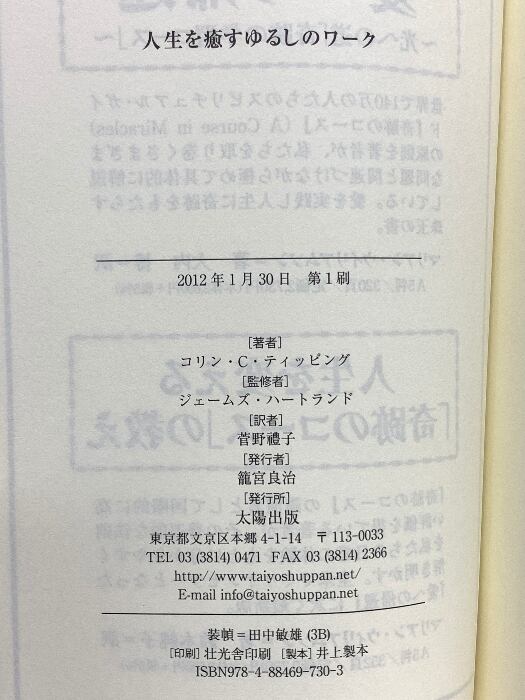 人生を癒すゆるしのワーク
2012年1月30日　第1刷
[著者]
コリン・C・ティッピング
[監修者]
ジェームズ・ハートランド
[訳者]
菅野禮子
[発行者]
籠宮良治
[発行所]
太陽出版
東京都文京区本郷4-1-14　〒113-0033
TEL 03 (3814) 0471　FAX 03 (3814) 2366
http://www.taiyoshuppan.net/
E-mail info@taiyoshuppan.net
装幀＝田中敏雄 (3B)
[印刷] 壮光舎印刷　[製本] 井上製本
ISBN978-4-88469-730-3